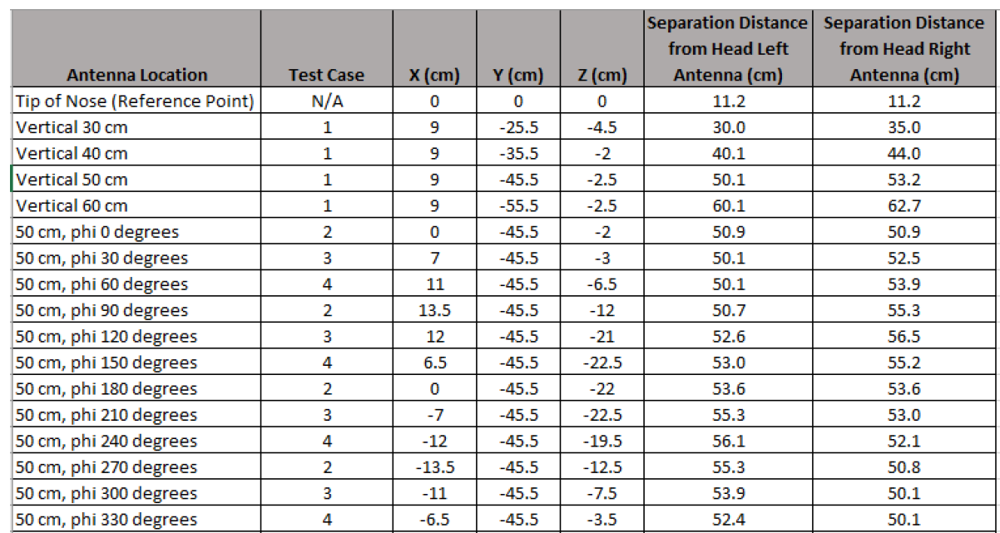 Antenna Location Test Case X (cm) Y (cm) Z (cm) Separation Distance from Head Left Antenna (cm) Separation Distance from Head Right Antenna (cm)
Tip of Nose (Reference Point) N/A 0 0 0 11.2 11.2
Vertical 30 cm 1 9 -25.5 -4.5 30.0 35.0
Vertical 40 cm 1 9 -35.5 -2 40.1 44.0
Vertical 50 cm 1 9 -45.5 -2.5 50.1 53.2
Vertical 60 cm 1 9 -55.5 -2.5 60.1 62.7
50 cm, phi 0 degrees 2 0 -45.5 -2 50.9 50.9
50 cm, phi 30 degrees 3 7 -45.5 -3 50.1 52.5
50 cm, phi 60 degrees 4 11 -45.5 -6.5 50.1 53.9
50 cm, phi 90 degrees 2 13.5 -45.5 -12 50.7 55.3
50 cm, phi 120 degrees 3 12 -45.5 -21 52.6 56.5
50 cm, phi 150 degrees 4 6.5 -45.5 -22.5 53.0 55.2
50 cm, phi 180 degrees 2 0 -45.5 -22 53.6 53.6
50 cm, phi 210 degrees 3 -7 -45.5 -22.5 55.3 53.0
50 cm, phi 240 degrees 4 -12 -45.5 -19.5 56.1 52.1
50 cm, phi 270 degrees 2 -13.5 -45.5 -12.5 55.3 50.8
50 cm, phi 300 degrees 3 -11 -45.5 -7.5 53.9 50.1
50 cm, phi 330 degrees 4 -6.5 -45.5 -3.5 52.4 50.1